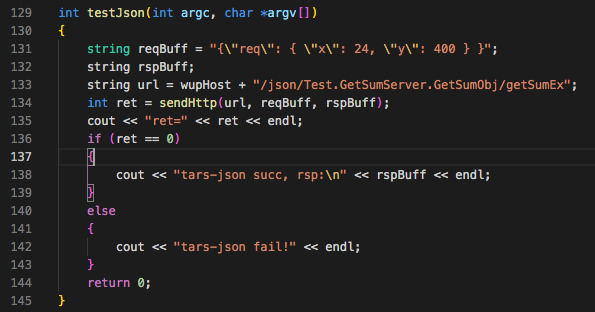 129 int testJson(int argc, char *argv[])
130 {
131 string reqBuff = "{\"req\": { \"x\": 24, \"y\": 400 } }";
132 string rspBuff;
133 string url = wupHost + "/json/Test.GetSumServer.GetSumObj/getSumEx";
134 int ret = sendHttp(url, reqBuff, rspBuff);
135 cout << "ret=" << ret << endl;
136 if (ret == 0)
137 {
138 cout << "tars-json succ, rsp:\n" << rspBuff << endl;
139 }
140 else
141 {
142 cout << "tars-json fail!" << endl;
143 }
144 return 0;
145 }